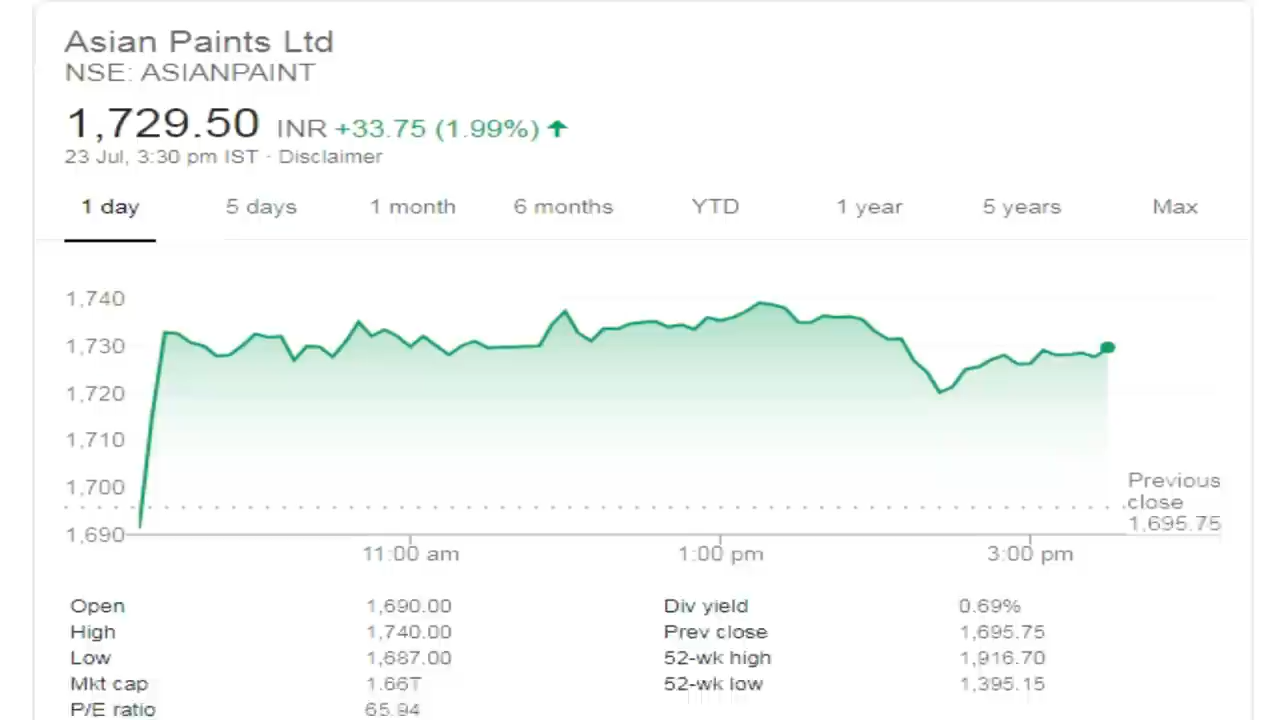 Asian Paints Ltd
NSE: ASIANPAINT
1,729.50 INR +33.75 (1.99%)
23 Jul, 3:30 pm IST · Disclaimer
1 day 5 days 1 month 6 months YTD 1 year 5 years Max
1,740
1,730
1,720
1,710
1,700
1,690
Previous
close
1,695.75
11:00 am 1:00 pm 3:00 pm
Open 1,690.00 Div yield 0.69%
High 1,740.00 Prev close 1,695.75
Low 1,687.00 52-wk high 1,916.70
Mkt cap 1.66T 52-wk low 1,395.15
P/E ratio 65.94